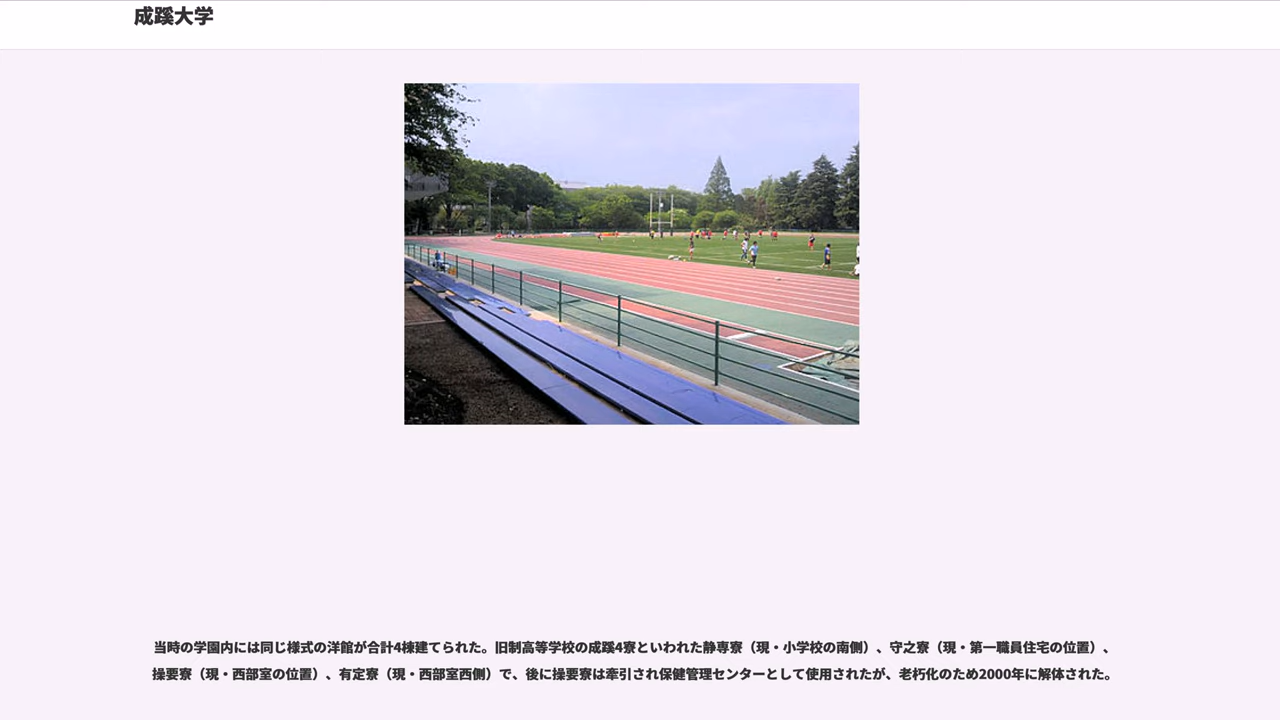 成蹊大学
当時の学園内には同じ様式の洋館が合計4棟建てられた。旧制高等学校の成蹊4寮といわれた静専寮（現・小学校の南側）、守之寮（現・第一職員住宅の位置）、
操要寮（現・西部室の位置）、有定寮（現・西部室西側）で、後に操要寮は牽引され保健管理センターとして使用されたが、老朽化のため2000年に解体された。